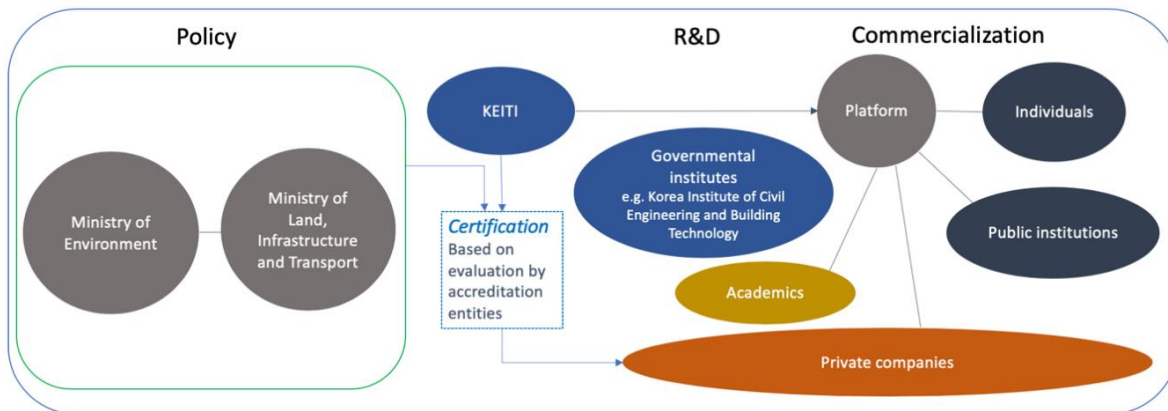 Policy
R&D
Commercialization
Ministry of
Environment
Ministry of
Land,
Infrastructure
and Transport
KEITI
Certification
Based on
evaluation by
accreditation
entities
Governmental
institutes
e.g. Korea Institute of Civil
Engineering and Building
Technology
Academics
Platform
Individuals
Public institutions
Private companies